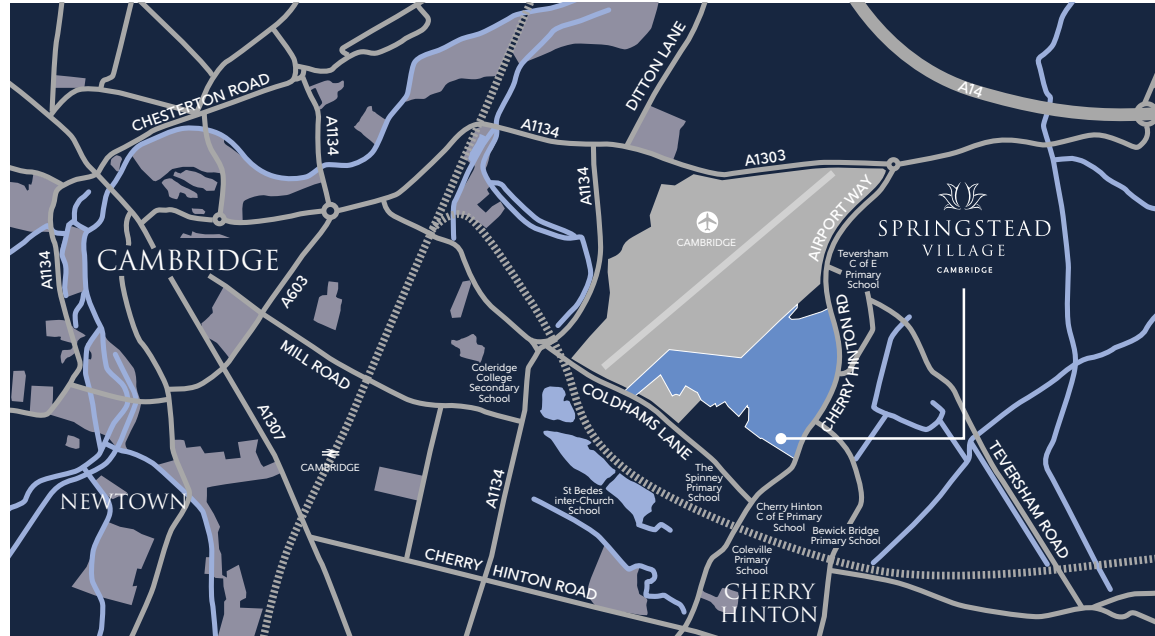 CHESTERTON ROAD
A1134
A1134
DITTON LANE
A14
A1303
A1134
AIRPORT WAY
CAMBRIDGE
SPRINGSTEAD
VILLAGE
CAMBRIDGE
Teversham
C of E
Primary
School
CAMBRIDGE
A1134
A603
CHERRY HINTON RD
MILL ROAD
Coleridge
College
Secondary
School
COLDHAMS LANE
A1307
CAMBRIDGE
TEVERSHAM ROAD
The
Spinney
Primary
School
A1134
St Bedes
inter-Church
School
NEWTOWN
Cherry Hinton
C of E Primary
School
Bewick Bridge
Primary School
Coleville
Primary
School
CHERRY HINTON ROAD
CHERRY
HINTON